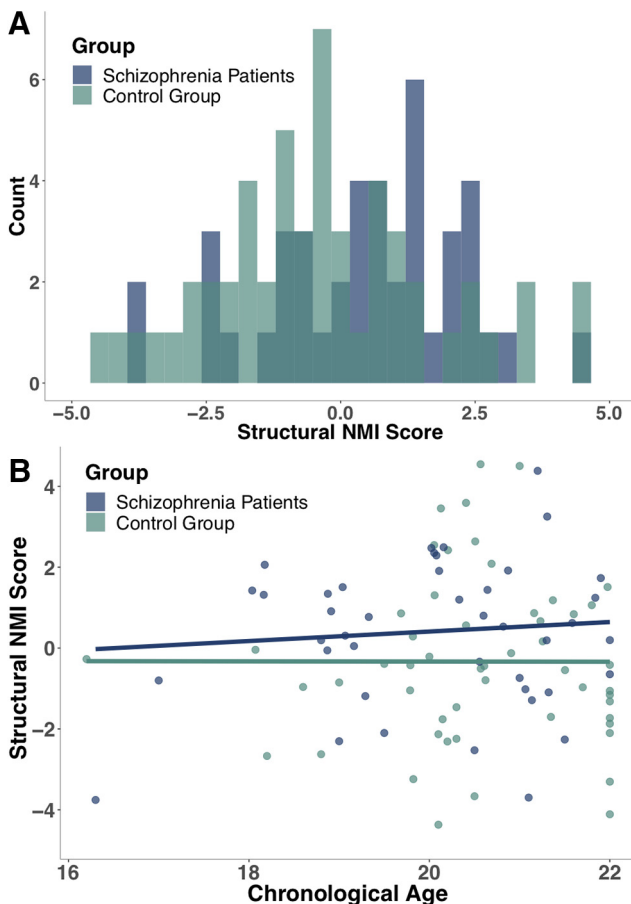 A
Group
Schizophrenia Patients
Control Group
Count
6
4
2
0
−5.0 −2.5 0.0 2.5 5.0
Structural NMI Score
B
Group
Schizophrenia Patients
Control Group
Structural NMI Score
4
2
0
−2
−4
16 18 20 22
Chronological Age